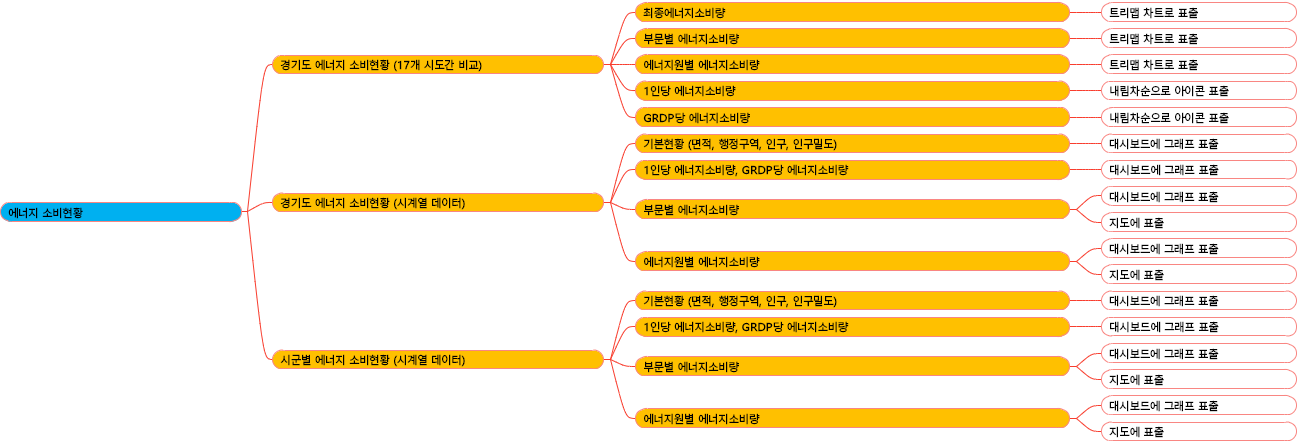 에너지 소비현황
경기도 에너지 소비현황 (17개 시도간 비교)
최종에너지소비량
트리맵 차트로 표출
부문별 에너지소비량
트리맵 차트로 표출
에너지원별 에너지소비량
트리맵 차트로 표출
1인당 에너지소비량
내림차순으로 아이콘 표출
GRDP당 에너지소비량
내림차순으로 아이콘 표출
경기도 에너지 소비현황 (시계열 데이터)
기본현황 (면적, 행정구역, 인구, 인구밀도)
대시보드에 그래프 표출
1인당 에너지소비량, GRDP당 에너지소비량
대시보드에 그래프 표출
부문별 에너지소비량
대시보드에 그래프 표출
지도에 표출
에너지원별 에너지소비량
대시보드에 그래프 표출
지도에 표출
시군별 에너지 소비현황 (시계열 데이터)
기본현황 (면적, 행정구역, 인구, 인구밀도)
대시보드에 그래프 표출
1인당 에너지소비량, GRDP당 에너지소비량
대시보드에 그래프 표출
부문별 에너지소비량
대시보드에 그래프 표출
지도에 표출
에너지원별 에너지소비량
대시보드에 그래프 표출
지도에 표출